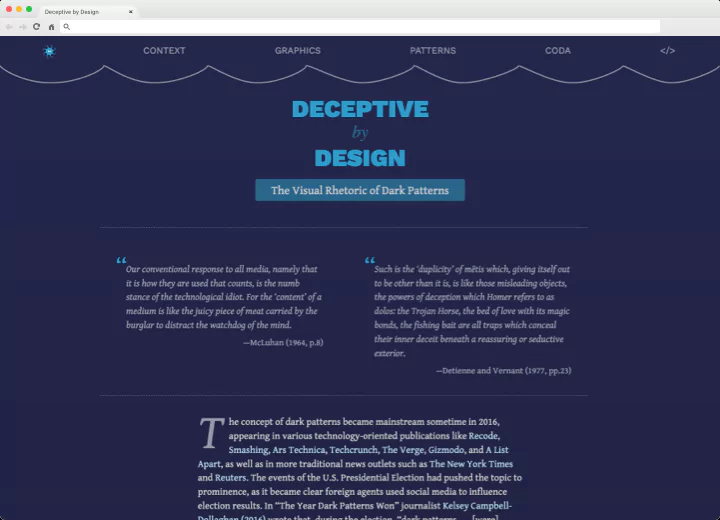 Deceptive by Design
CONTEXT GRAPHICS PATTERNS CODA </>
DECEPTIVE
by
DESIGN
The Visual Rhetoric of Dark Patterns
“Our conventional response to all media, namely that
it is how they are used that counts, is the numb
stance of the technological idiot. For the ‘content’ of a
medium is like the juicy piece of meat carried by the
burglar to distract the watchdog of the mind.
—McLuhan (1964, p.8)
“Such is the ‘duplicity’ of mētis which, giving itself out
to be other than it is, is like those misleading objects,
the powers of deception which Homer refers to as
dolos: the Trojan Horse, the bed of love with its magic
bonds, the fishing bait are all traps which conceal
their inner deceit beneath a reassuring or seductive
exterior.
—Detienne and Vernant (1977, pp.23)
The concept of dark patterns became mainstream sometime in 2016,
appearing in various technology-oriented publications like Recode,
Smashing, Ars Technica, Techcrunch, The Verge, Gizmodo, and A List
Apart, as well as in more traditional news outlets such as The New York Times
and Reuters. The events of the U.S. Presidential Election had pushed the topic to
prominence, as it became clear foreign agents used social media to influence
election results. In “The Year Dark Patterns Won” journalist Kelsey Campbell-
Dollaghan (2016) wrote that, during the election, “dark patterns ... [were]